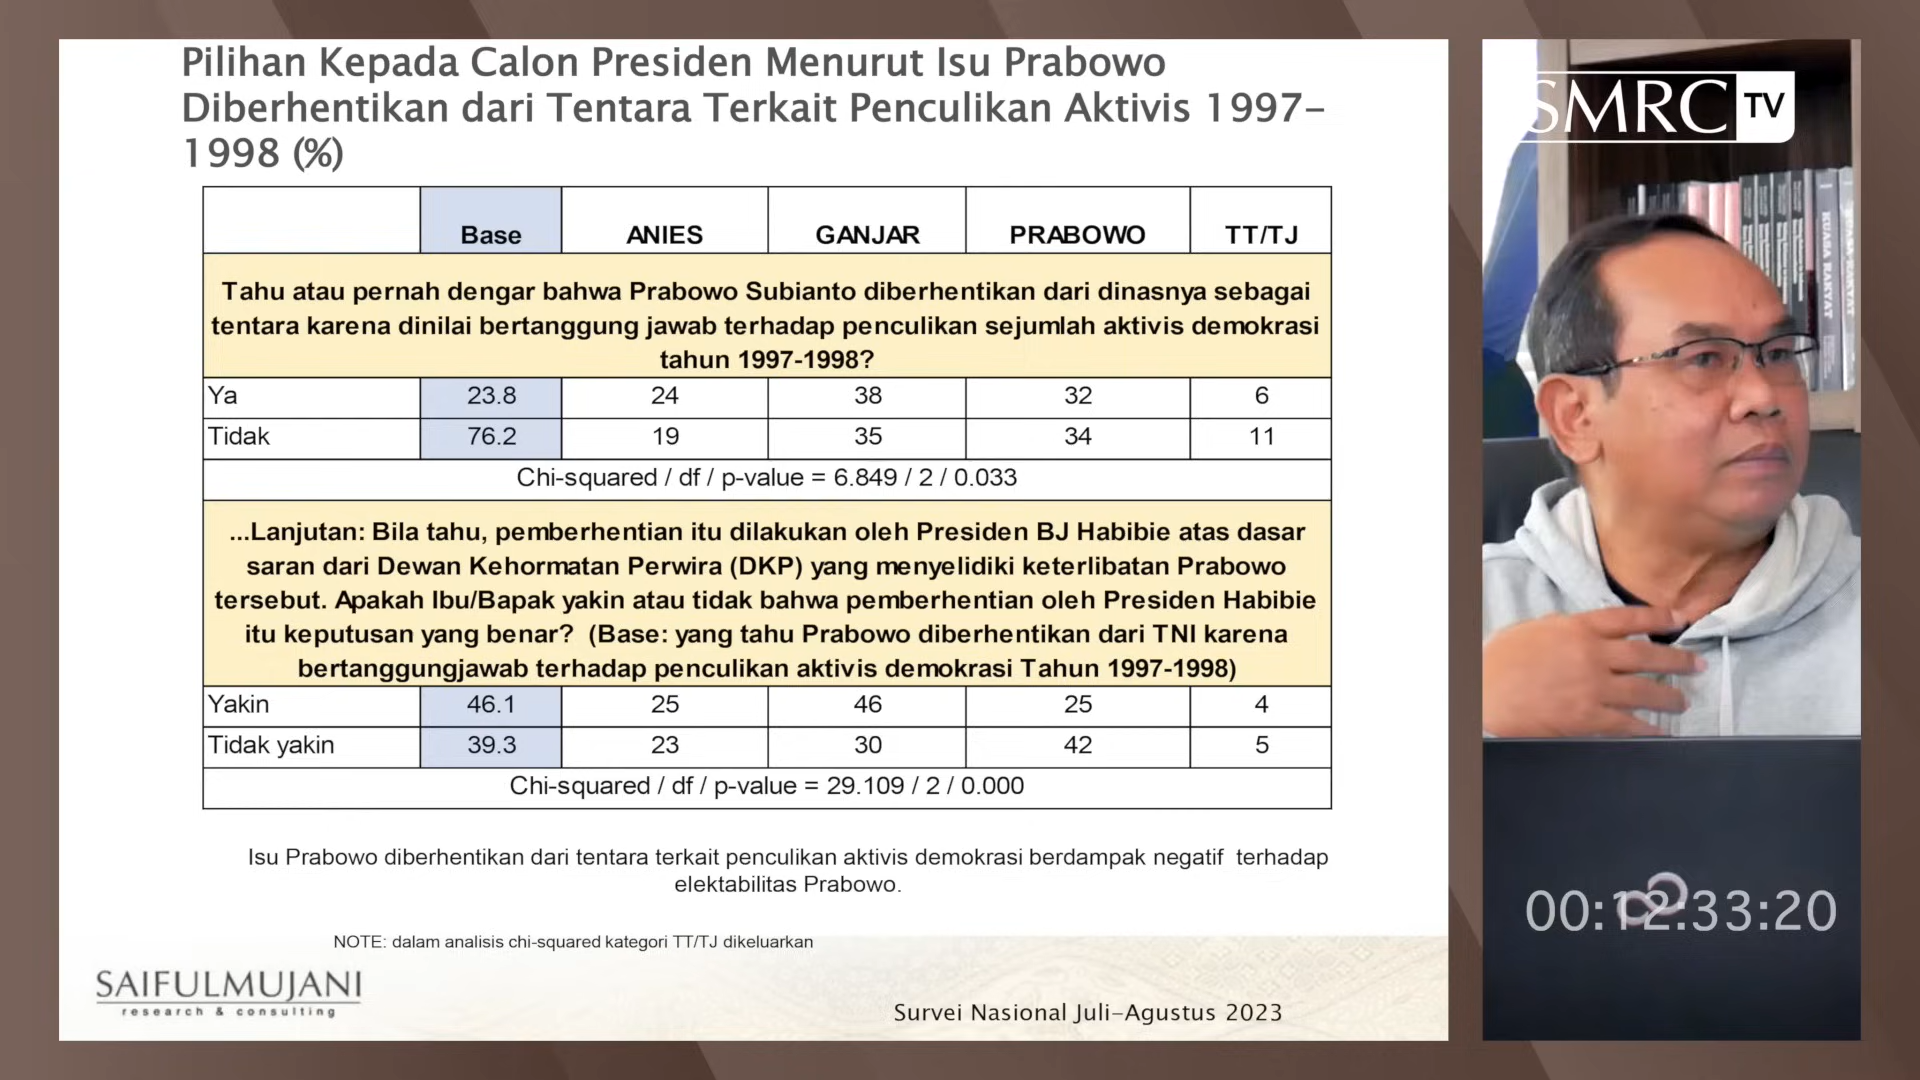 Pilihan Kepada Calon Presiden Menurut Isu Prabowo
Diberhentikan dari Tentara Terkait Penculikan Aktivis 1997-
1998 (%)
Base ANIES GANJAR PRABOWO TT/TJ
Tahu atau pernah dengar bahwa Prabowo Subianto diberhentikan dari dinasnya sebagai
tentara karena dinilai bertanggung jawab terhadap penculikan sejumlah aktivis demokrasi
tahun 1997-1998?
Ya 23.8 24 38 32 6
Tidak 76.2 19 35 34 11
Chi-squared / df / p-value = 6.849 / 2 / 0.033
...Lanjutan: Bila tahu, pemberhentian itu dilakukan oleh Presiden BJ Habibie atas dasar
saran dari Dewan Kehormatan Perwira (DKP) yang menyelidiki keterlibatan Prabowo
tersebut. Apakah Ibu/Bapak yakin atau tidak bahwa pemberhentian oleh Presiden Habibie
itu keputusan yang benar? (Base: yang tahu Prabowo diberhentikan dari TNI karena
bertanggungjawab terhadap penculikan aktivis demokrasi Tahun 1997-1998)
Yakin 46.1 25 46 25 4
Tidak yakin 39.3 23 30 42 5
Chi-squared / df / p-value = 29.109 / 2 / 0.000
Isu Prabowo diberhentikan dari tentara terkait penculikan aktivis demokrasi berdampak negatif terhadap
elektabilitas Prabowo.
NOTE: dalam analisis chi-squared kategori TT/TJ dikeluarkan
SAIFULMUJANI
research & consulting
Survei Nasional Juli-Agustus 2023
SMRC TV
KUASA RAKYAT
00:12:33:20